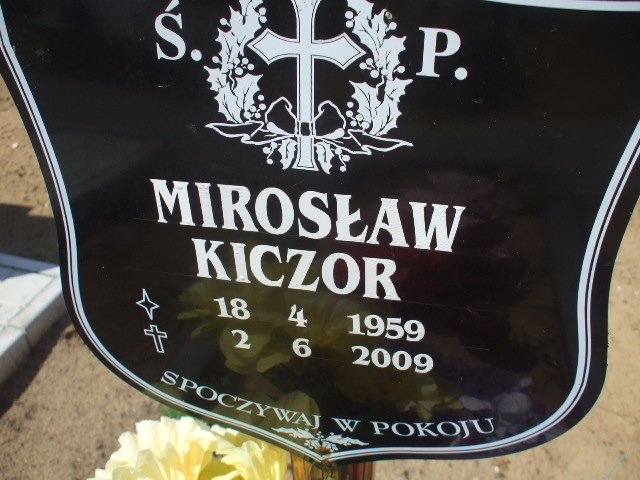 Ś. P.
MIROSŁAW
KICZOR
18 4 1959
2 6 2009
SPOCZYWAJ W POKOJU